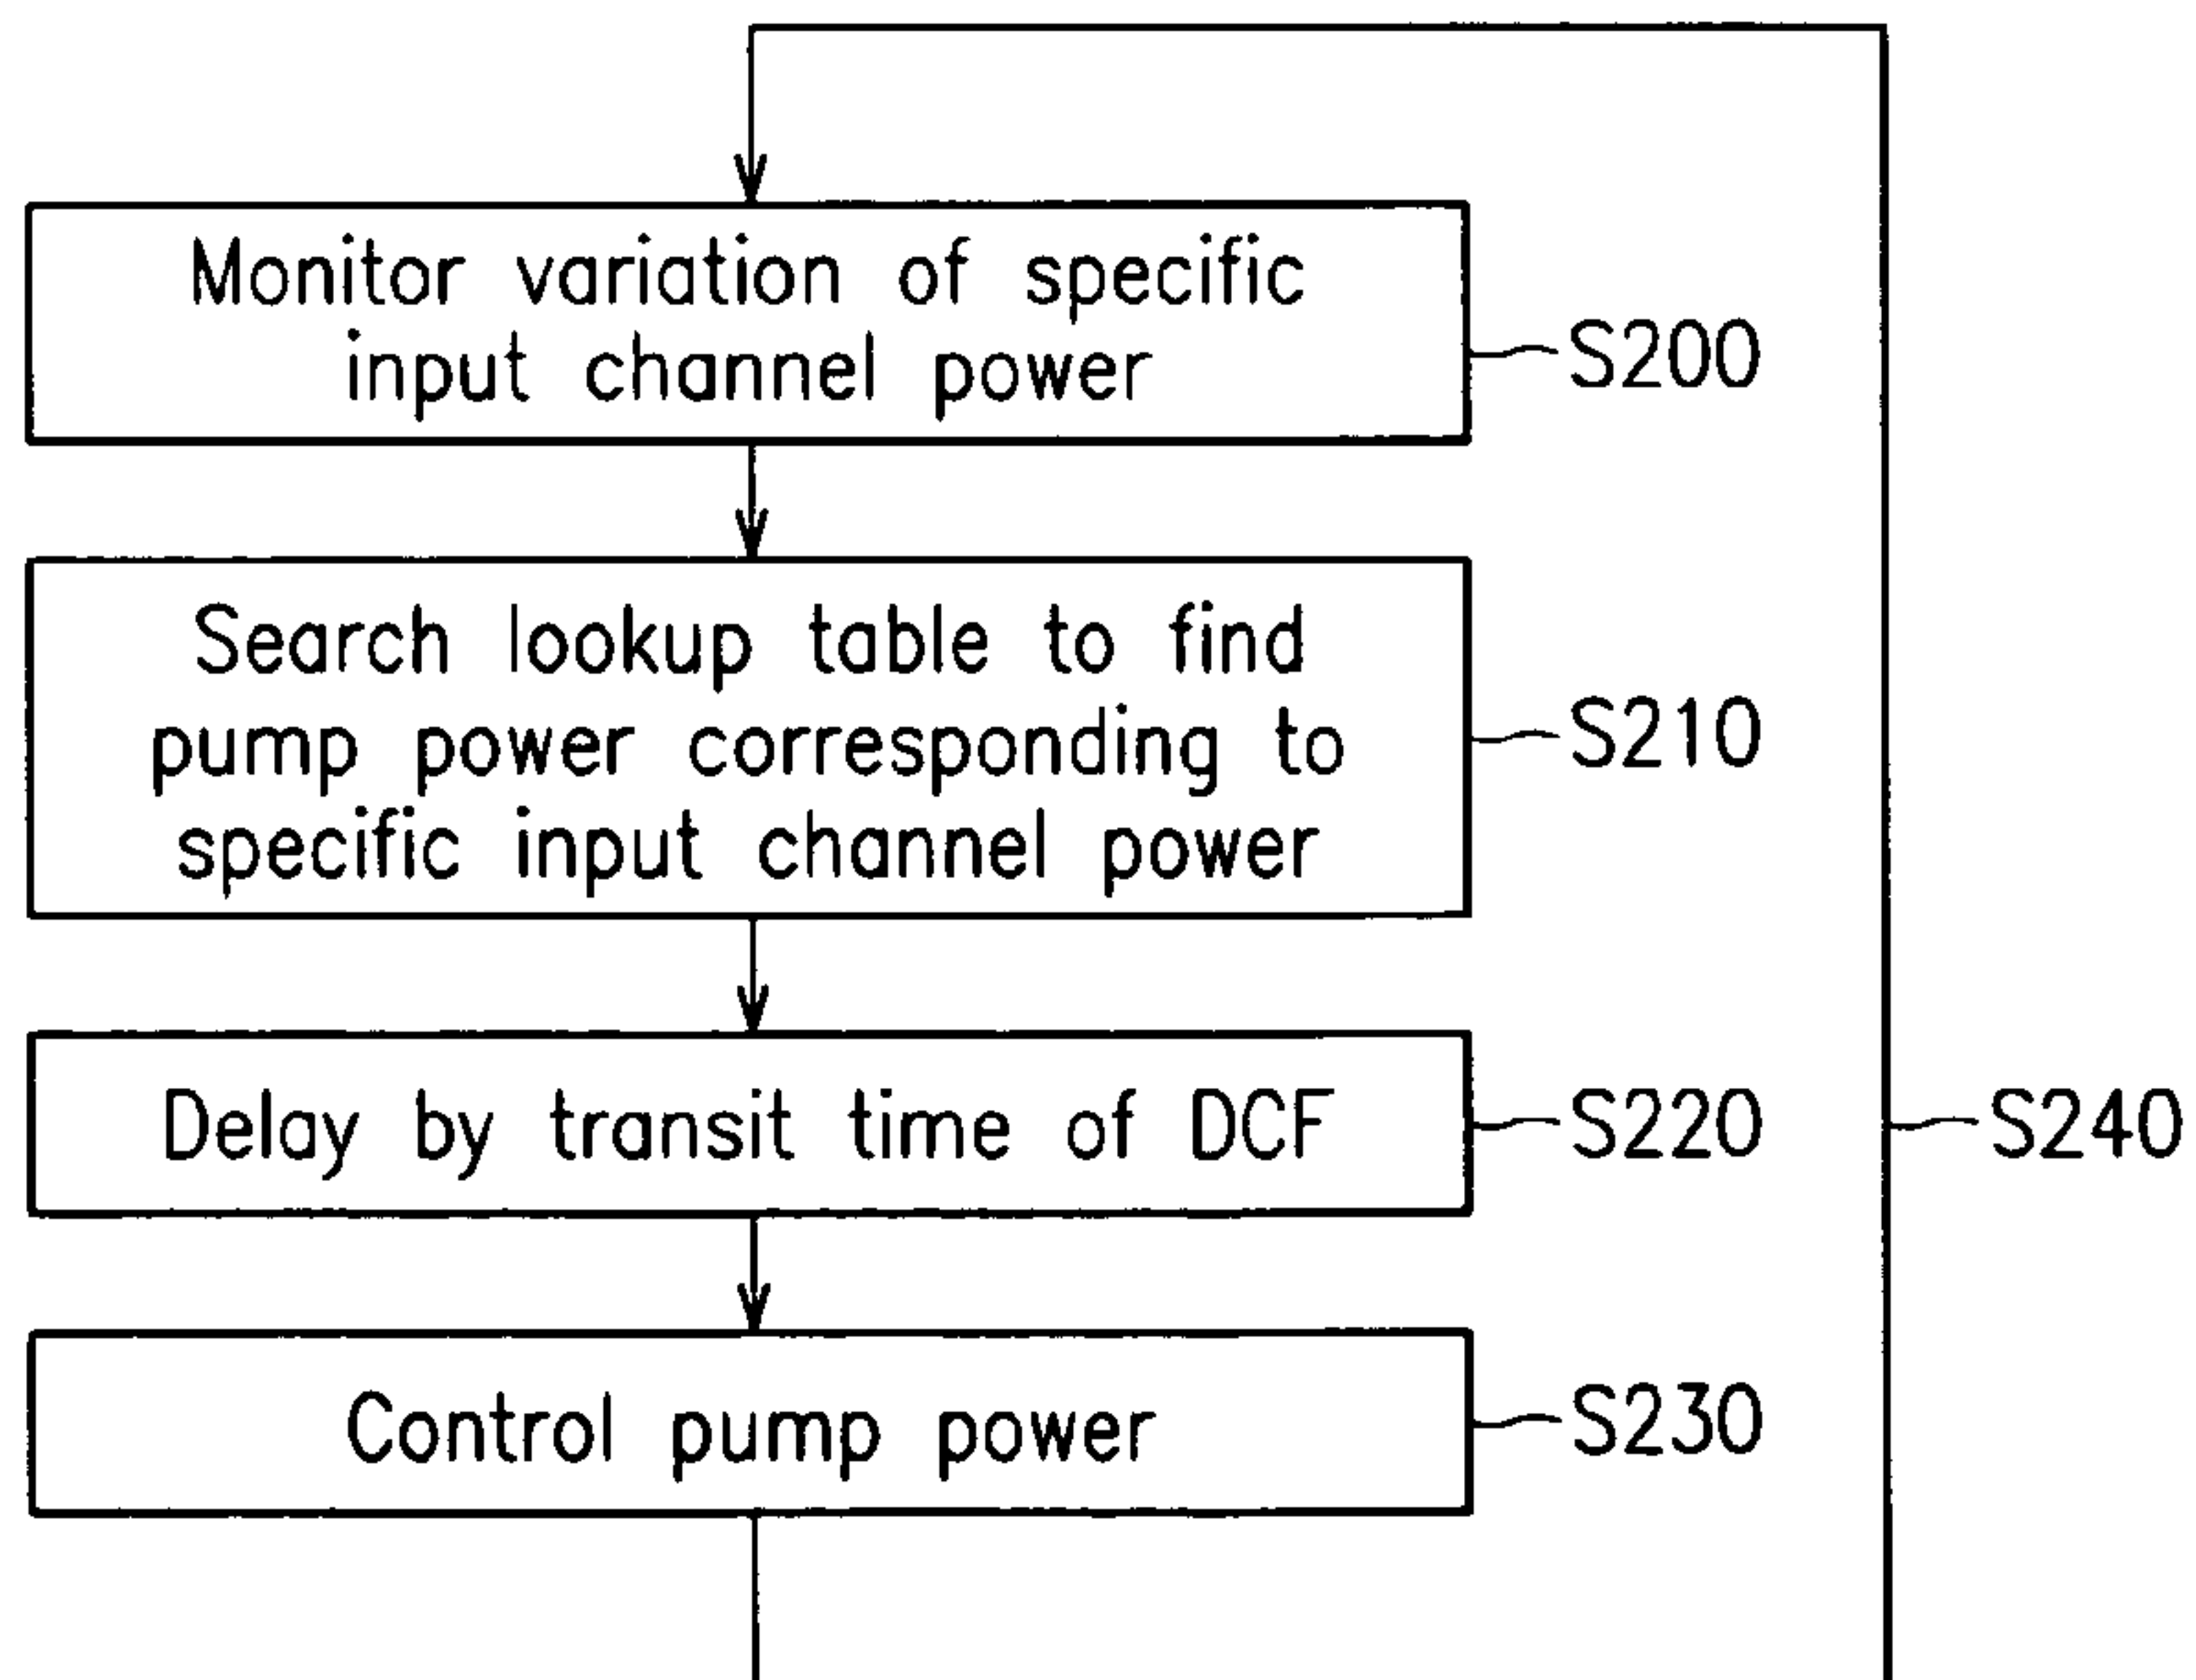 Monitor variation of specific
input channel power
S200
Search lookup table to find
pump power corresponding to
specific input channel power
S210
Delay by transit time of DCF
S220
S240
Control pump power
S230